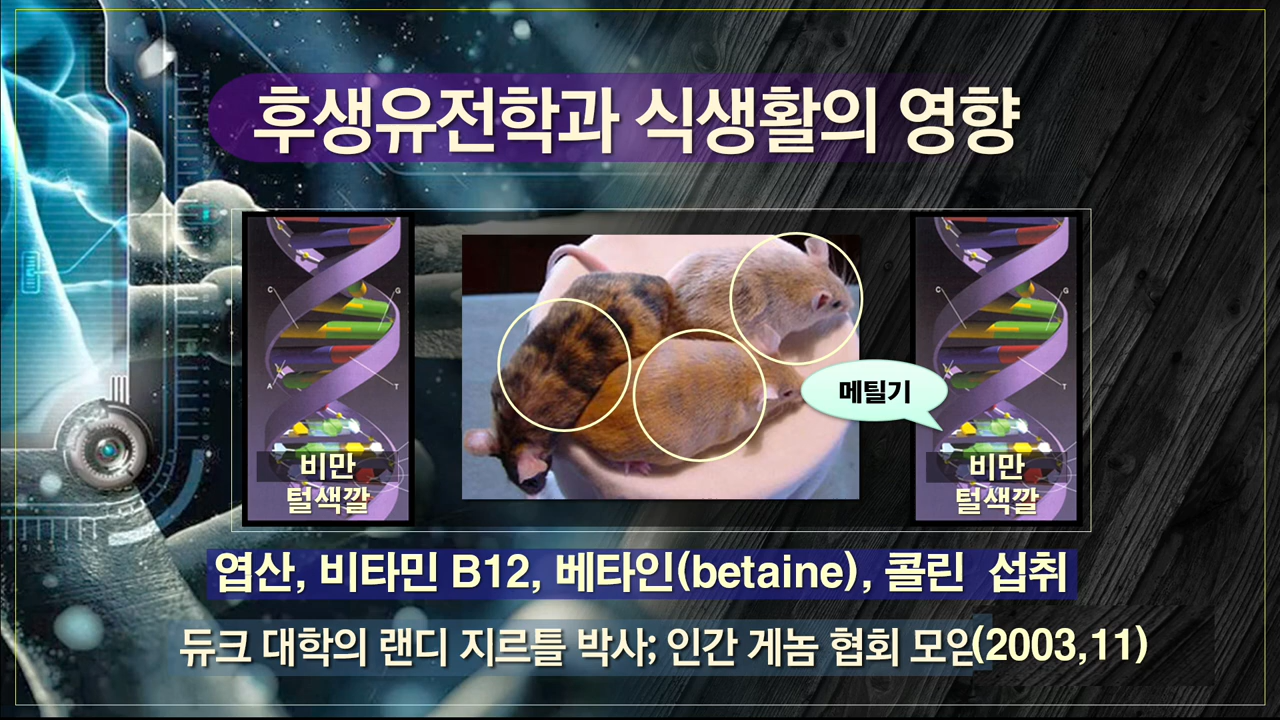 후생유전학과 식생활의 영향
C
G
A
T
비만
털색깔
메틸기
C
G
A
T
비만
털색깔
엽산, 비타민 B12, 베타인(betaine), 콜린 섭취
듀크 대학의 랜디 지르틀 박사; 인간 게놈 협회 모임(2003,11)